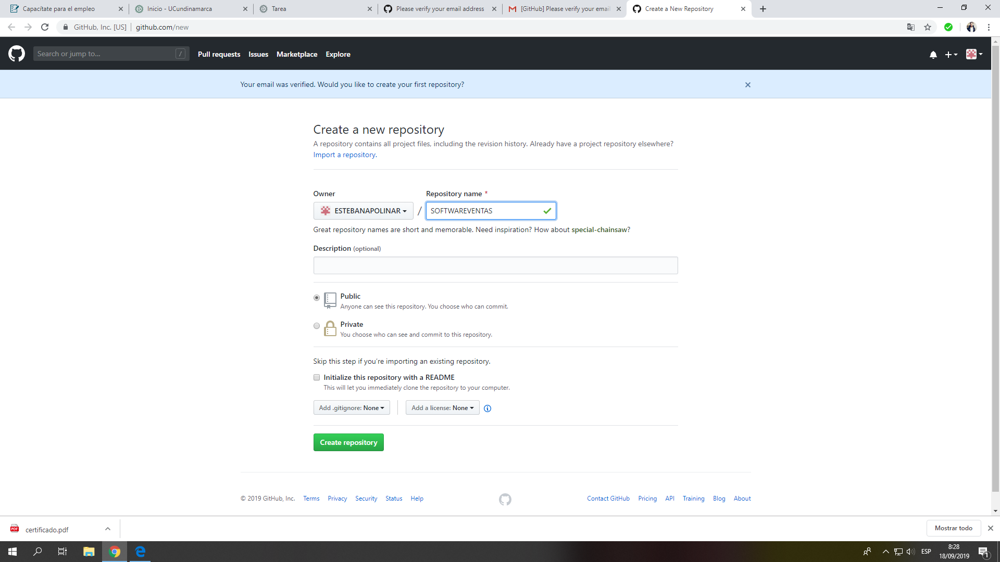 Capacítate para el empleo
Inicio - UCundinamarca
Tarea
Please verify your email address
[GitHub] Please verify your email
Create a New Repository
GitHub, Inc. [US]
github.com/new
Search or jump to...
/
Pull requests
Issues
Marketplace
Explore
Your email was verified. Would you like to create your first repository?
Create a new repository
A repository contains all project files, including the revision history. Already have a project repository elsewhere?
Import a repository.
Owner
Repository name *
ESTEBANAPOLINAR
/
SOFTWAREVENTAS
Great repository names are short and memorable. Need inspiration? How about special-chainsaw?
Description (optional)
Public
Anyone can see this repository. You choose who can commit.
Private
You choose who can see and commit to this repository.
Skip this step if you're importing an existing repository.
Initialize this repository with a README
This will let you immediately clone the repository to your computer.
Add .gitignore: None
Add a license: None
Create repository
© 2019 GitHub, Inc.
Terms
Privacy
Security
Status
Help
Contact GitHub
Pricing
API
Training
Blog
About
PDF
certificado.pdf
Mostrar todo
ESP
8:28
18/09/2019
1